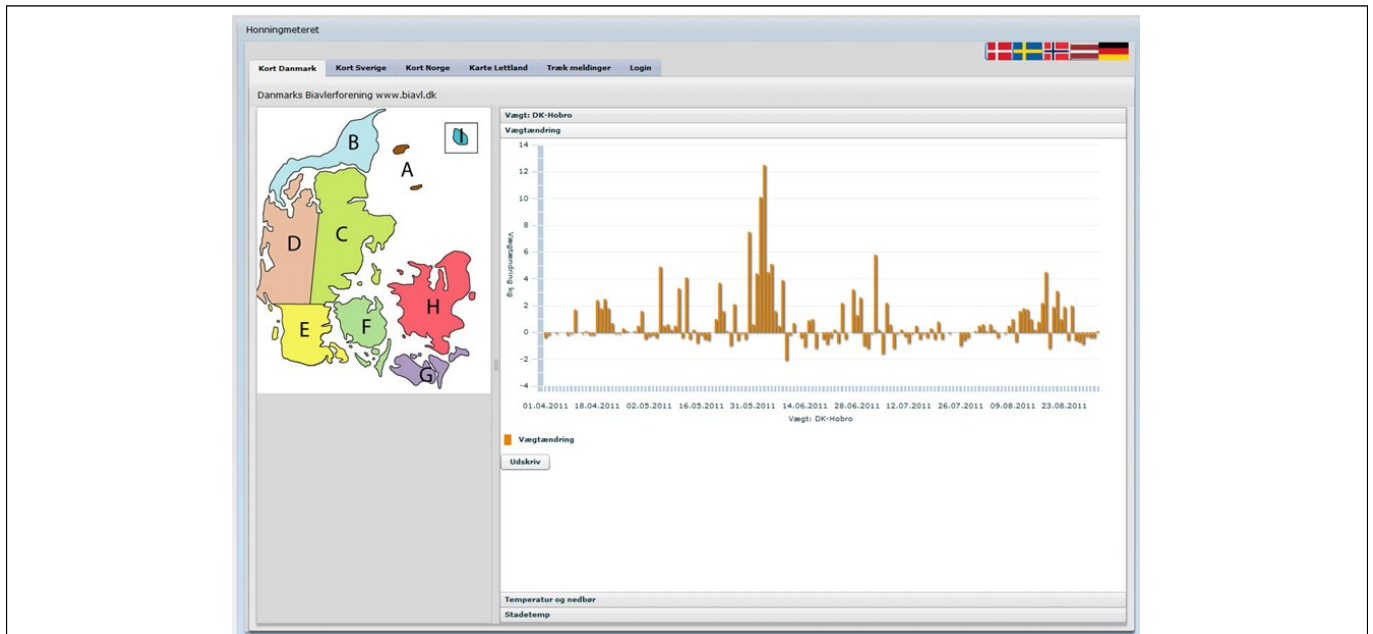 Honningmeteret
Kort Danmark Kort Sverige Kort Norge Karte Lettland Træk meldinger Login
Danmarks Biavlerforening www.biavl.dk
B
I
A
D
C
H
E
F
G
Vægt: DK-Hobro
Vægtændring
14
12
10
8
6
4
2
0
-2
-4
Vægtændring kg
01.04.2011 18.04.2011 02.05.2011 16.05.2011 31.05.2011 14.06.2011 28.06.2011 12.07.2011 26.07.2011 09.08.2011 23.08.2011
Vægt: DK-Hobro
Vægtændring
Udskriv
Temperatur og nedbør
Stadetemp